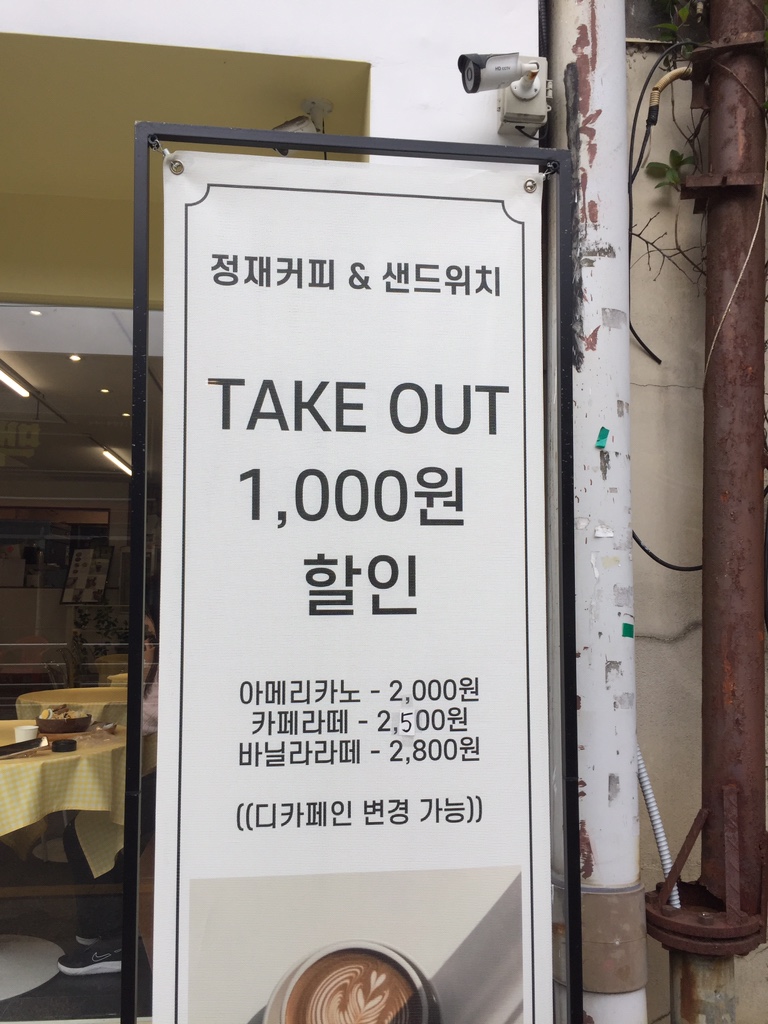 정재커피 & 샌드위치
TAKE OUT
1,000원
할인
아메리카노 - 2,000원
카페라떼 - 2,500원
바닐라라떼 - 2,800원
((디카페인 변경 가능))